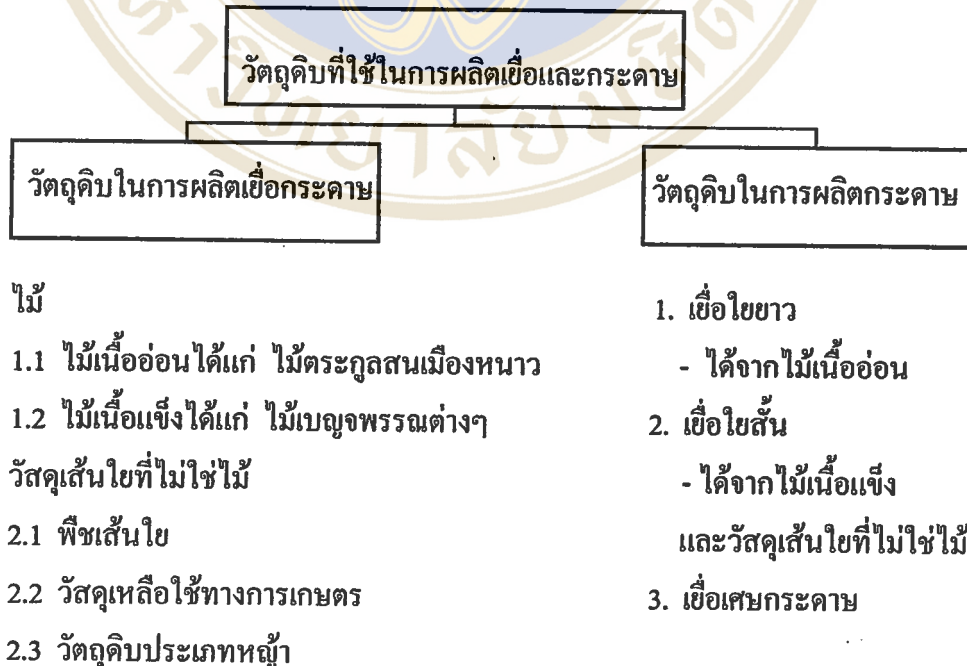 วัตถุดิบที่ใช้ในการผลิตเยื่อและกระดาษ
วัตถุดิบในการผลิตเยื่อกระดาษ
ไม้
1.1 ไม้เนื้ออ่อนได้แก่ ไม้ตระกูลสนเมืองหนาว
1.2 ไม้เนื้อแข็งได้แก่ ไม้เบญจพรรณต่างๆ
วัสดุเส้นใยที่ไม่ใช่ไม้
2.1 พืชเส้นใย
2.2 วัสดุเหลือใช้ทางการเกษตร
2.3 วัตถุดิบประเภทหญ้า
วัตถุดิบในการผลิตกระดาษ
1. เยื่อใยยาว
- ได้จากไม้เนื้ออ่อน
2. เยื่อใยสั้น
- ได้จากไม้เนื้อแข็ง
และวัสดุเส้นใยที่ไม่ใช่ไม้
3. เยื่อเศษกระดาษ